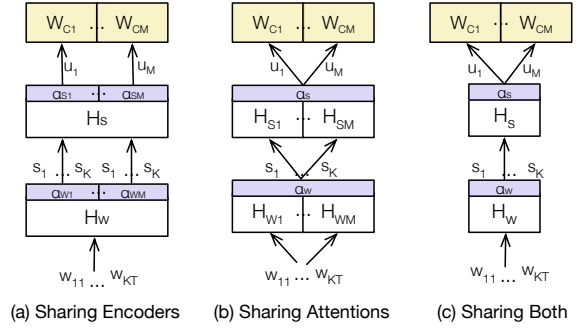 W_C1 ... W_CM W_C1 ... W_CM W_C1 ... W_CM
u_1 u_M u_1 u_M u_1 u_M
α_S1 ... α_SM α_s α_s
H_s H_S1 ... H_SM H_s
s_1 ... s_K s_1 ... s_K s_1 ... s_K s_1 ... s_K
α_W1 ... α_WM α_w α_w
H_w H_W1 ... H_WM H_w
w_11 ... w_KT w_11 ... w_KT w_11 ... w_KT
(a) Sharing Encoders (b) Sharing Attentions (c) Sharing Both